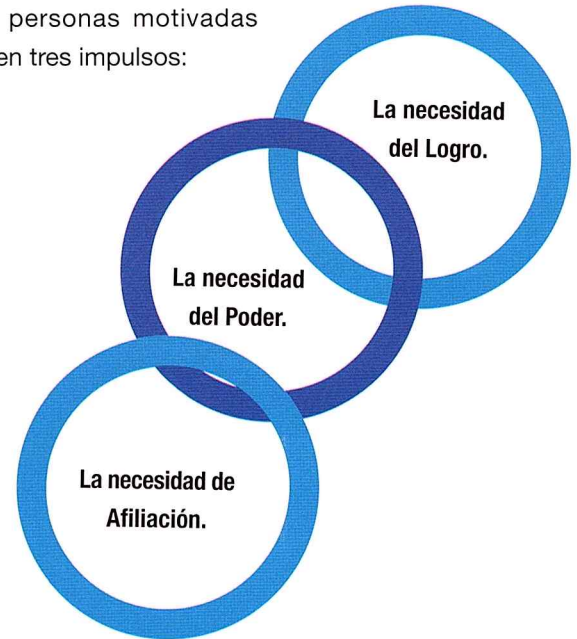 personas motivadas
en tres impulsos:
La necesidad
del Logro.
La necesidad
del Poder.
La necesidad de
Afiliación.